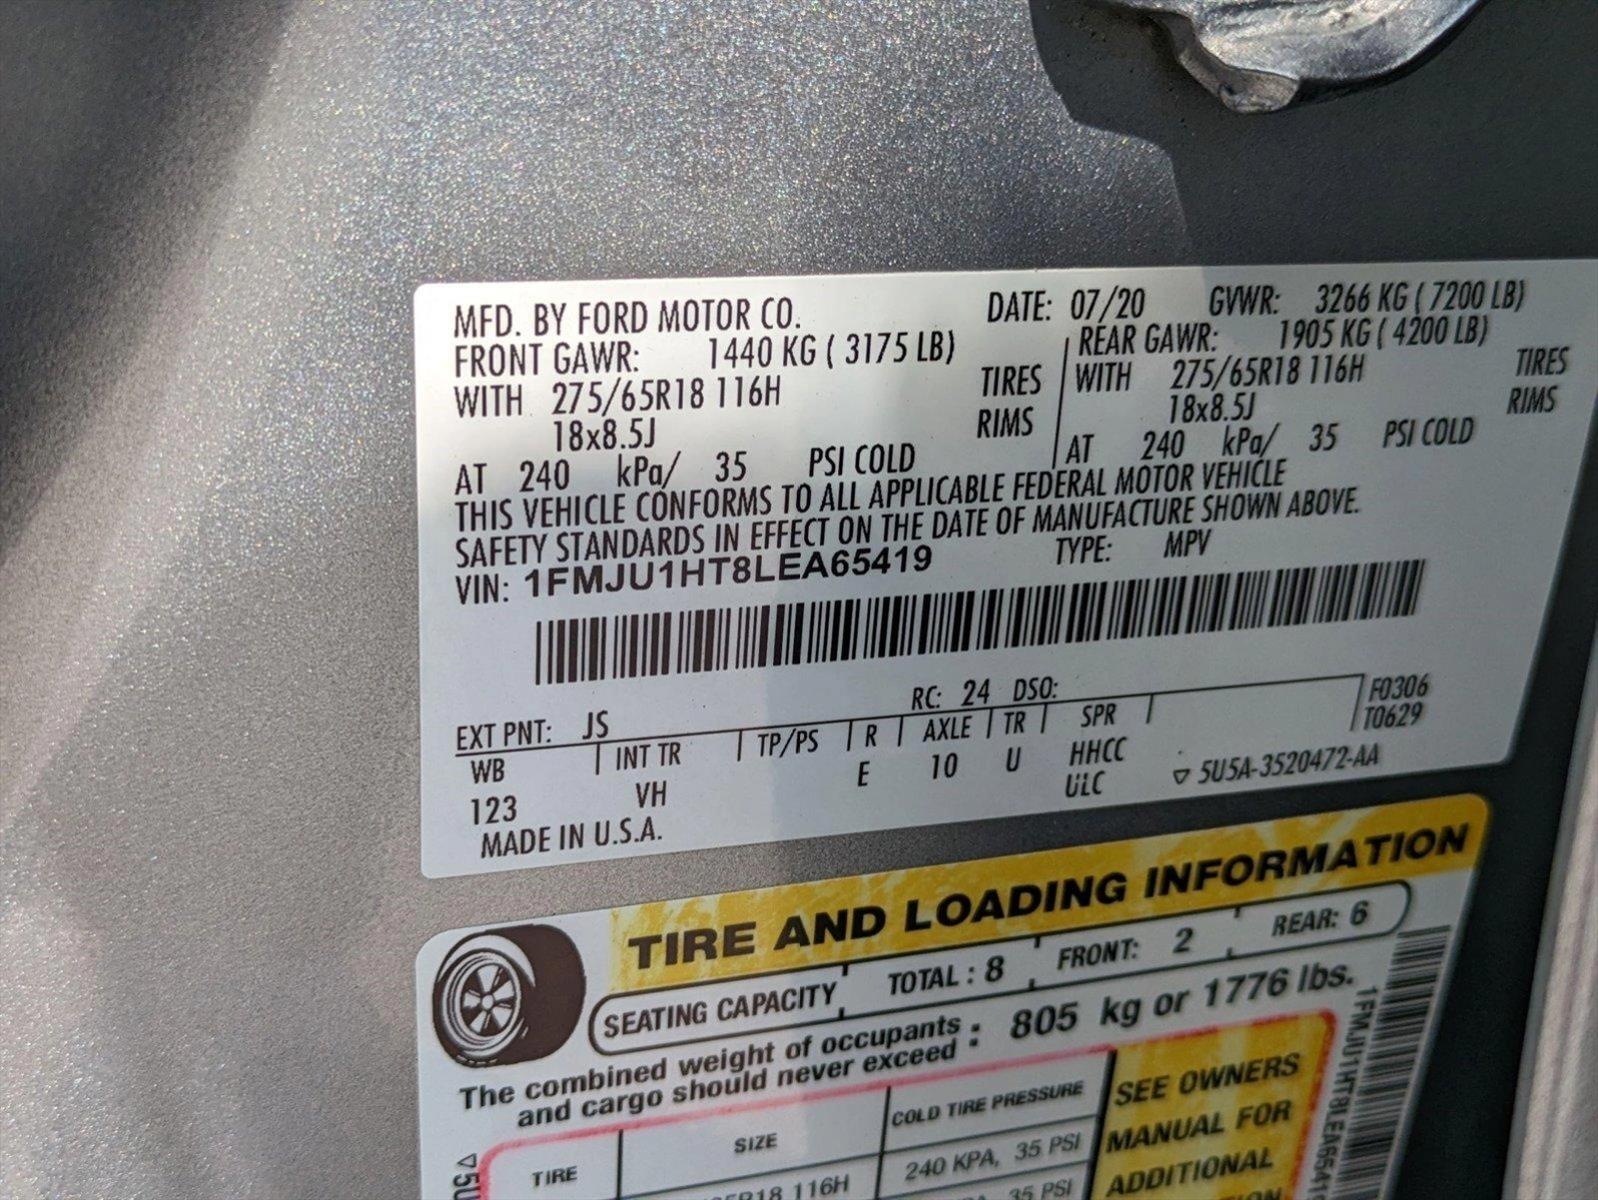 MFD. BY FORD MOTOR CO. DATE: 07/20 GVWR: 3266 KG ( 7200 LB)
FRONT GAWR: 1440 KG ( 3175 LB) REAR GAWR: 1905 KG ( 4200 LB)
WITH 275/65R18 116H TIRES WITH 275/65R18 116H TIRES
18x8.5J RIMS 18x8.5J RIMS
AT 240 kPa/ 35 PSI COLD AT 240 kPa/ 35 PSI COLD
THIS VEHICLE CONFORMS TO ALL APPLICABLE FEDERAL MOTOR VEHICLE
SAFETY STANDARDS IN EFFECT ON THE DATE OF MANUFACTURE SHOWN ABOVE.
VIN: 1FMJU1HT8LEA65419 TYPE: MPV
EXT PNT: JS RC: 24 DSO: F0306
WB INT TR TP/PS R AXLE TR SPR T0629
123 VH E 10 U HHCC
ULC ▽ 5U5A-3520472-AA
MADE IN U.S.A.
TIRE AND LOADING INFORMATION
SEATING CAPACITY TOTAL : 8 FRONT: 2 REAR: 6
The combined weight of occupants
and cargo should never exceed : 805 kg or 1776 lbs.
TIRE SIZE COLD TIRE PRESSURE
116H 240 KPA, 35 PSI
35 PSI
SEE OWNERS
MANUAL FOR
ADDITIONAL
1FMJU1HT8LEA6541